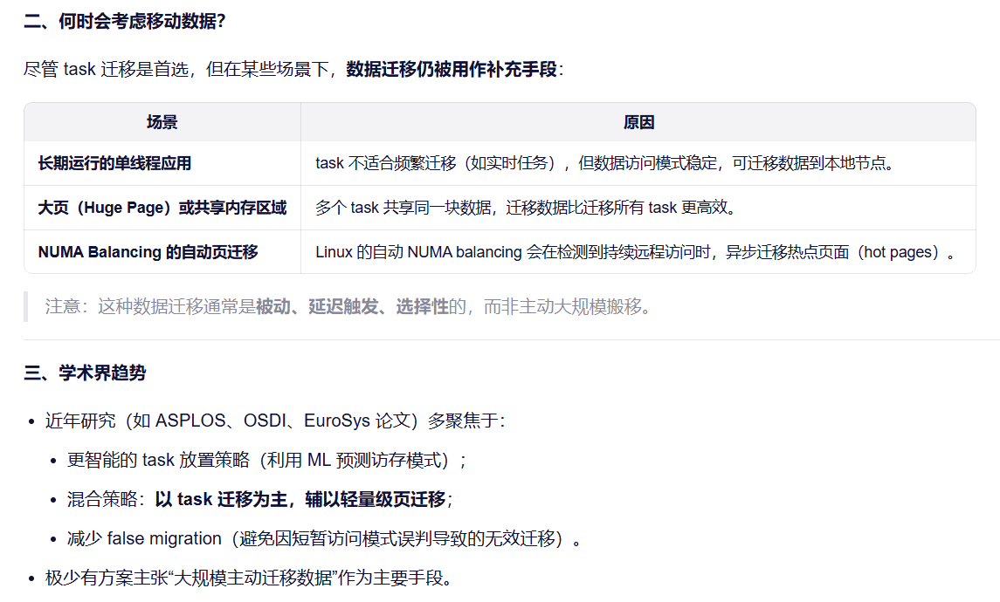 二、何时会考虑移动数据？
尽管 task 迁移是首选，但在某些场景下，数据迁移仍被用作补充手段：
场景 原因
长期运行的单线程应用 task 不适合频繁迁移（如实时任务），但数据访问模式稳定，可迁移数据到本地节点。
大页（Huge Page）或共享内存区域 多个 task 共享同一块数据，迁移数据比迁移所有 task 更高效。
NUMA Balancing 的自动页迁移 Linux 的自动 NUMA balancing 会在检测到持续远程访问时，异步迁移热点页面（hot pages）。
注意：这种数据迁移通常是被动、延迟触发、选择性的，而非主动大规模搬移。
三、学术界趋势
• 近年研究（如 ASPLOS、OSDI、EuroSys 论文）多聚焦于：
• 更智能的 task 放置策略（利用 ML 预测访存模式）；
• 混合策略：以 task 迁移为主，辅以轻量级页迁移；
• 减少 false migration（避免因短暂访问模式误判导致的无效迁移）。
• 极少有方案主张“大规模主动迁移数据”作为主要手段。